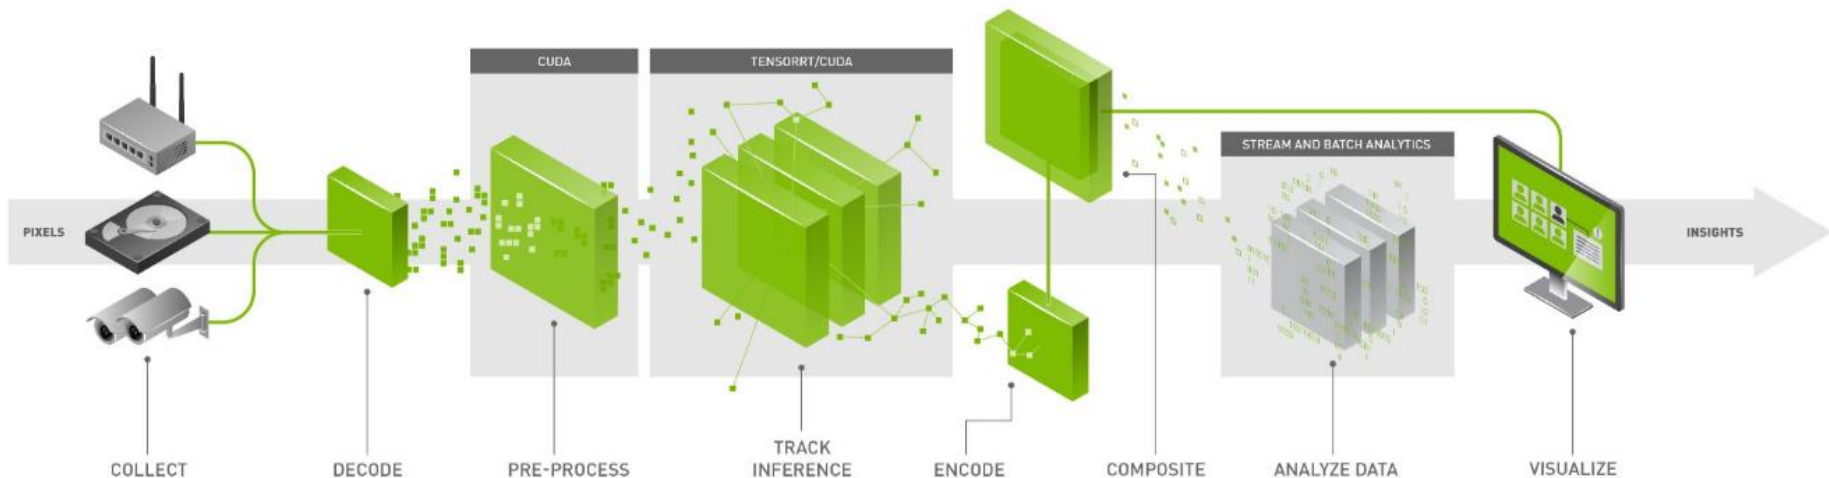 CUDA
TENSORRT/CUDA
STREAM AND BATCH ANALYTICS
PIXELS
INSIGHTS
COLLECT
DECODE
PRE-PROCESS
TRACK
INFERENCE
ENCODE
COMPOSITE
ANALYZE DATA
VISUALIZE